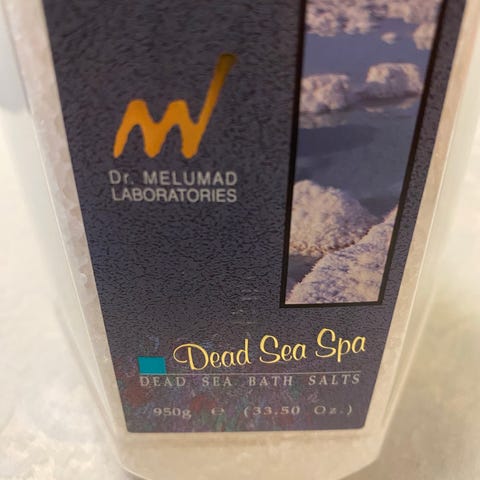 Dr. MELUMAD
LABORATORIES
Dead Sea Spa
DEAD SEA BATH SALTS
950g ℮ (33.50 Oz.)